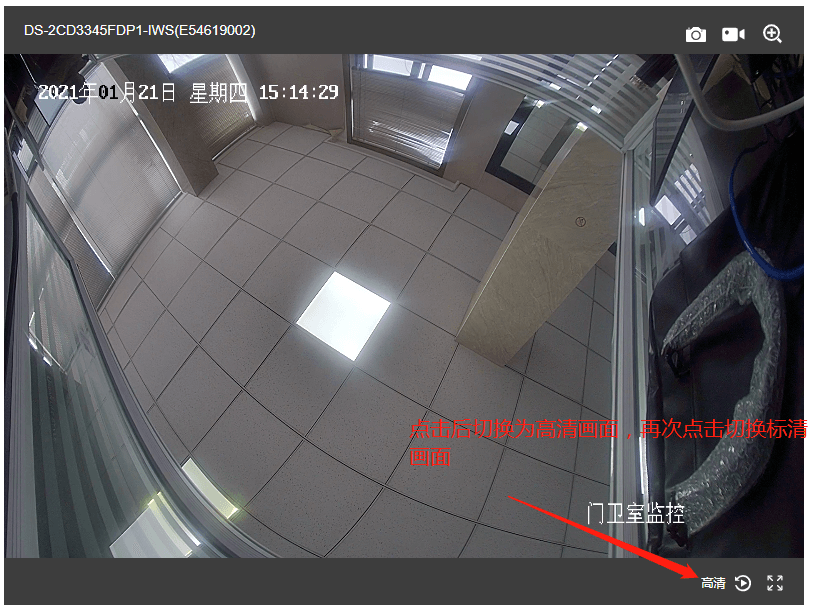 DS-2CD3345FDP1-IWS(E54619002)
2021年01月21日 星期四 15:14:29
点击后切换为高清画面，再次点击切换标清
画面
门卫室监控
高清